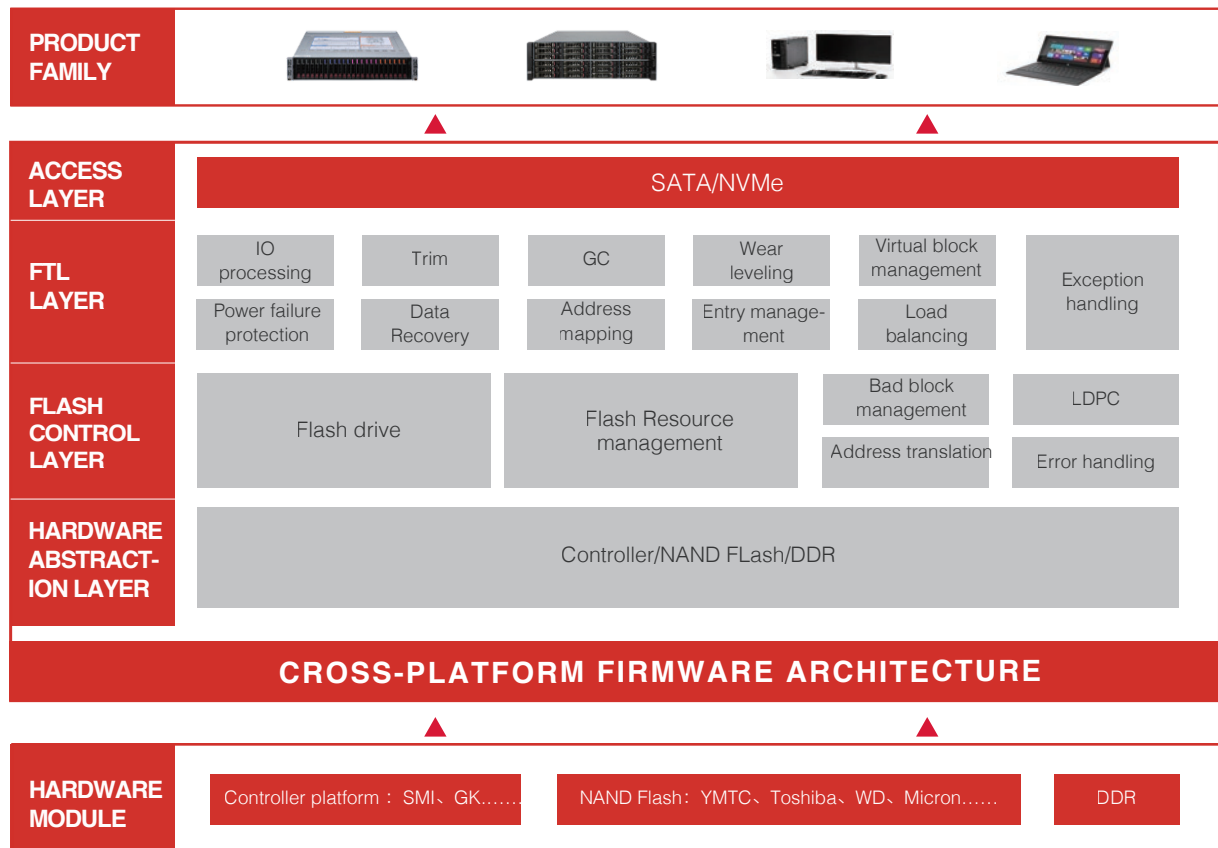 PRODUCT
FAMILY
ACCESS
LAYER
SATA/NVMe
FTL
LAYER
IO
processing
Trim
GC
Wear
leveling
Virtual block
management
Exception
handling
Power failure
protection
Data
Recovery
Address
mapping
Entry manage-
ment
Load
balancing
FLASH
CONTROL
LAYER
Flash drive
Flash Resource
management
Bad block
management
LDPC
Address translation
Error handling
HARDWARE
ABSTRACT-
ION LAYER
Controller/NAND FLash/DDR
CROSS-PLATFORM FIRMWARE ARCHITECTURE
HARDWARE
MODULE
Controller platform： SMI、GK.......
NAND Flash：YMTC、Toshiba、WD、Micron……
DDR